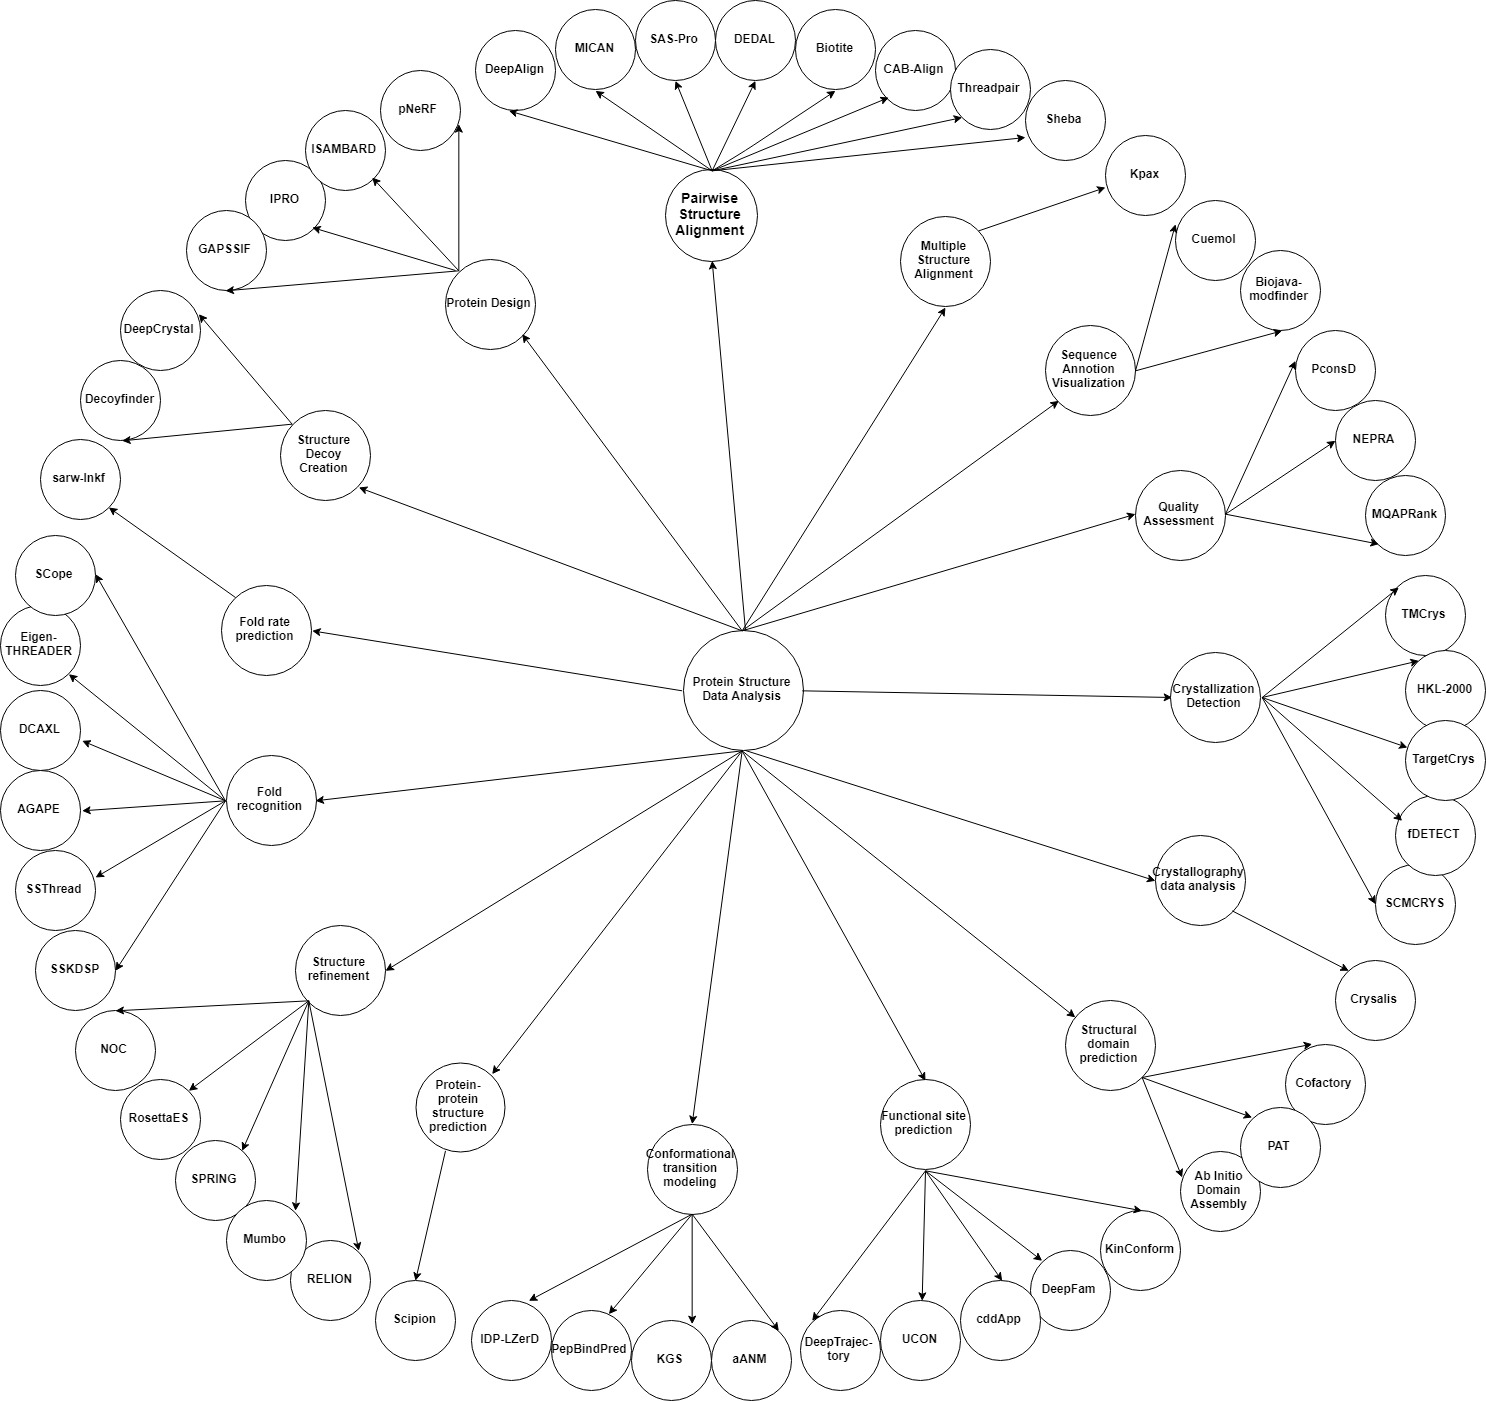 SAS-Pro
DEDAL
MICAN
Biotite
DeepAlign
CAB-Align
Threadpair
pNeRF
Sheba
ISAMBARD
Kpax
IPRO
Pairwise
Structure
Alignment
GAPSSIF
Cuemol
Multiple
Structure
Alignment
Biojava-
modfinder
Protein Design
DeepCrystal
Sequence
Annotion
Visualization
PconsD
Decoyfinder
NEPRA
Structure
Decoy
Creation
sarw-lnkf
Quality
Assessment
MQAPRank
SCope
TMCrys
Fold rate
prediction
Eigen-
THREADER
Protein Structure
Data Analysis
Crystallization
Detection
HKL-2000
DCAXL
TargetCrys
Fold
recognition
AGAPE
fDETECT
Crystallography
data analysis
SSThread
SCMCRYS
Structure
refinement
SSKDSP
Crysalis
Structural
domain
prediction
NOC
Cofactory
Protein-
protein
structure
prediction
RosettaES
Functional site
prediction
PAT
Conformational
transition
modeling
SPRING
Ab Initio
Domain
Assembly
Mumbo
KinConform
RELION
DeepFam
Scipion
cddApp
IDP-LZerD
PepBindPred
KGS
aANM
DeepTrajec-
tory
UCON